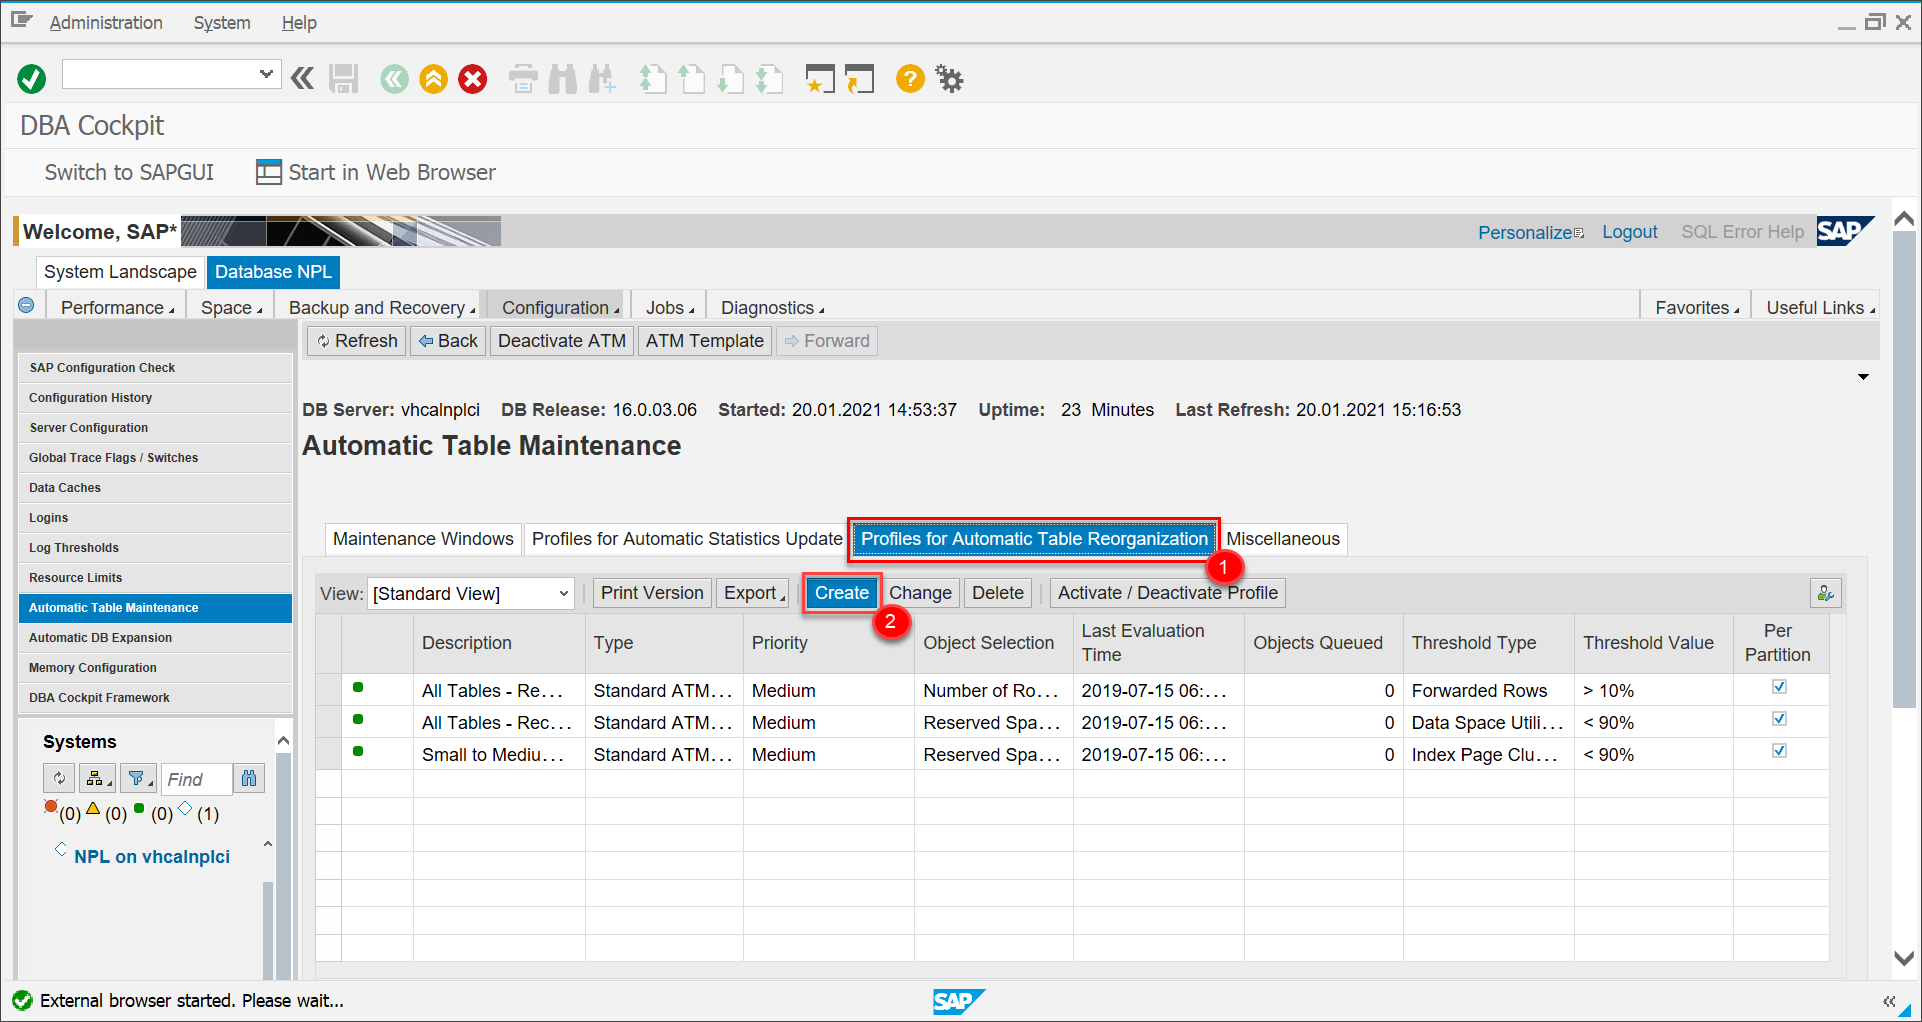 Administration System Help
DBA Cockpit
Switch to SAPGUI Start in Web Browser
Welcome, SAP* Personalize Logout SQL Error Help SAP
System Landscape Database NPL
Performance Space Backup and Recovery Configuration Jobs Diagnostics Favorites Useful Links
Refresh Back Deactivate ATM ATM Template Forward
SAP Configuration Check
Configuration History
Server Configuration
Global Trace Flags / Switches
Data Caches
Logins
Log Thresholds
Resource Limits
Automatic Table Maintenance
Automatic DB Expansion
Memory Configuration
DBA Cockpit Framework
Systems
Find
(0) (0) (0) (1)
NPL on vhcalnplci
DB Server: vhcalnplci DB Release: 16.0.03.06 Started: 20.01.2021 14:53:37 Uptime: 23 Minutes Last Refresh: 20.01.2021 15:16:53
Automatic Table Maintenance
Maintenance Windows Profiles for Automatic Statistics Update Profiles for Automatic Table Reorganization Miscellaneous
1
View: [Standard View] Print Version Export Create Change Delete Activate / Deactivate Profile
2
Description Type Priority Object Selection Last Evaluation Time Objects Queued Threshold Type Threshold Value Per Partition
All Tables - Re... Standard ATM... Medium Number of Ro... 2019-07-15 06:... 0 Forwarded Rows > 10%
All Tables - Rec... Standard ATM... Medium Reserved Spa... 2019-07-15 06:... 0 Data Space Utili... < 90%
Small to Mediu... Standard ATM... Medium Reserved Spa... 2019-07-15 06:... 0 Index Page Clu... < 90%
External browser started. Please wait... SAP